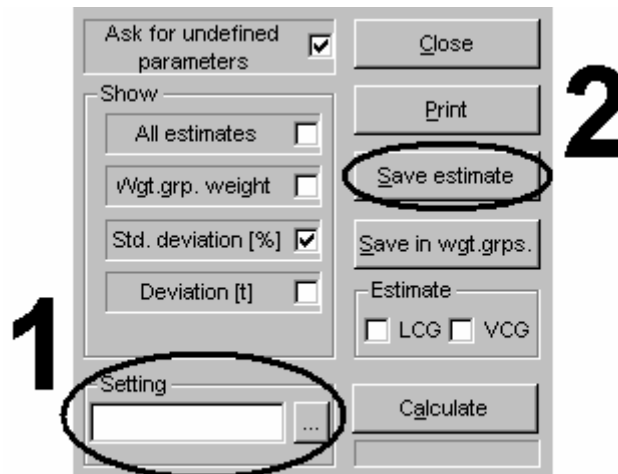 Ask for undefined
parameters
Show
All estimates
Wgt.grp. weight
Std. deviation [%]
Deviation [t]
1
Setting
...
Close
Print
2
Save estimate
Save in wgt.grps.
Estimate
LCG VCG
Calculate